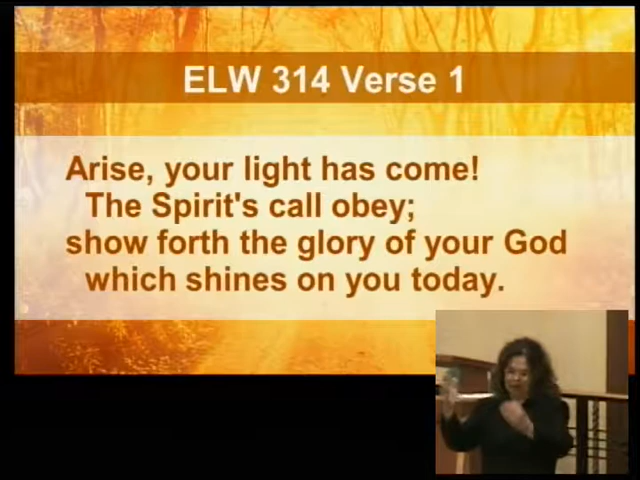 ELW 314 Verse 1
Arise, your light has come!
The Spirit's call obey;
show forth the glory of your God
which shines on you today.